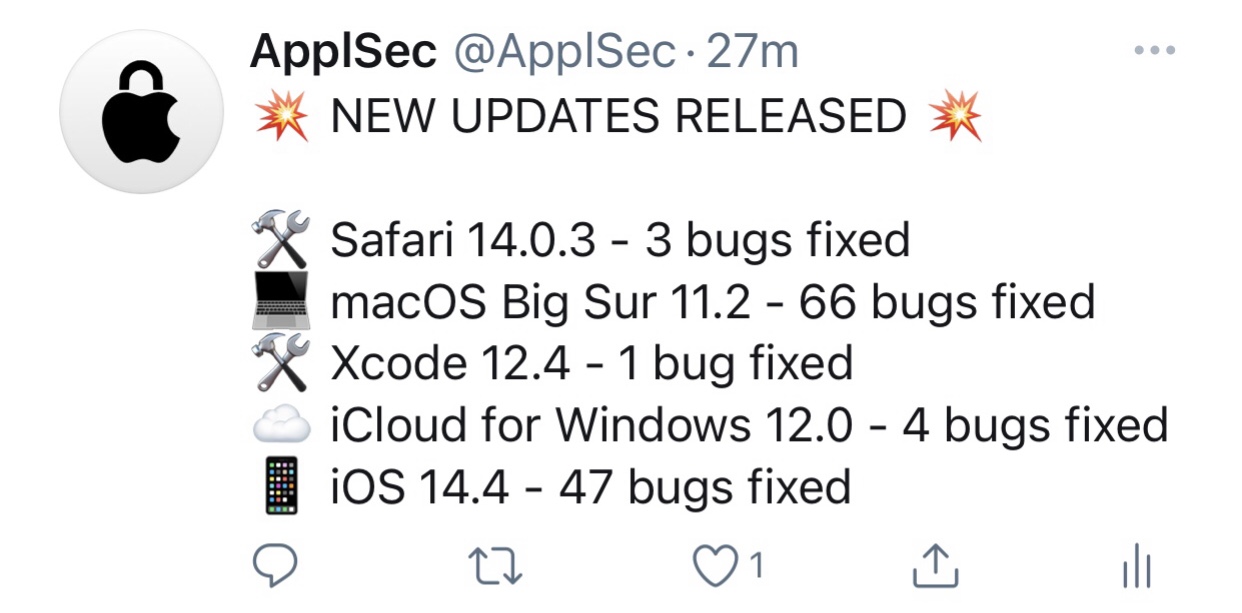 ApplSec @ApplSec · 27m
💥 NEW UPDATES RELEASED 💥
🛠 Safari 14.0.3 - 3 bugs fixed
💻 macOS Big Sur 11.2 - 66 bugs fixed
🛠 Xcode 12.4 - 1 bug fixed
☁️ iCloud for Windows 12.0 - 4 bugs fixed
📱 iOS 14.4 - 47 bugs fixed
1